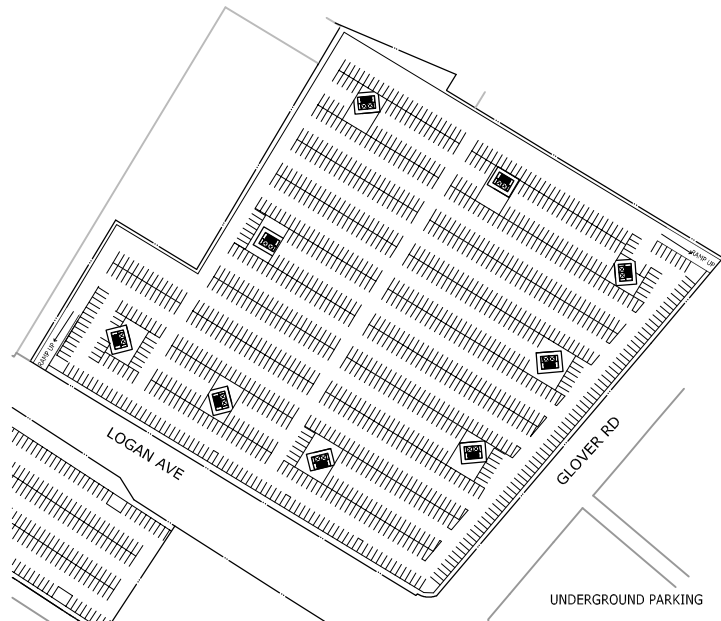 RAMP UP
RAMP UP
LOGAN AVE
GLOVER RD
UNDERGROUND PARKING